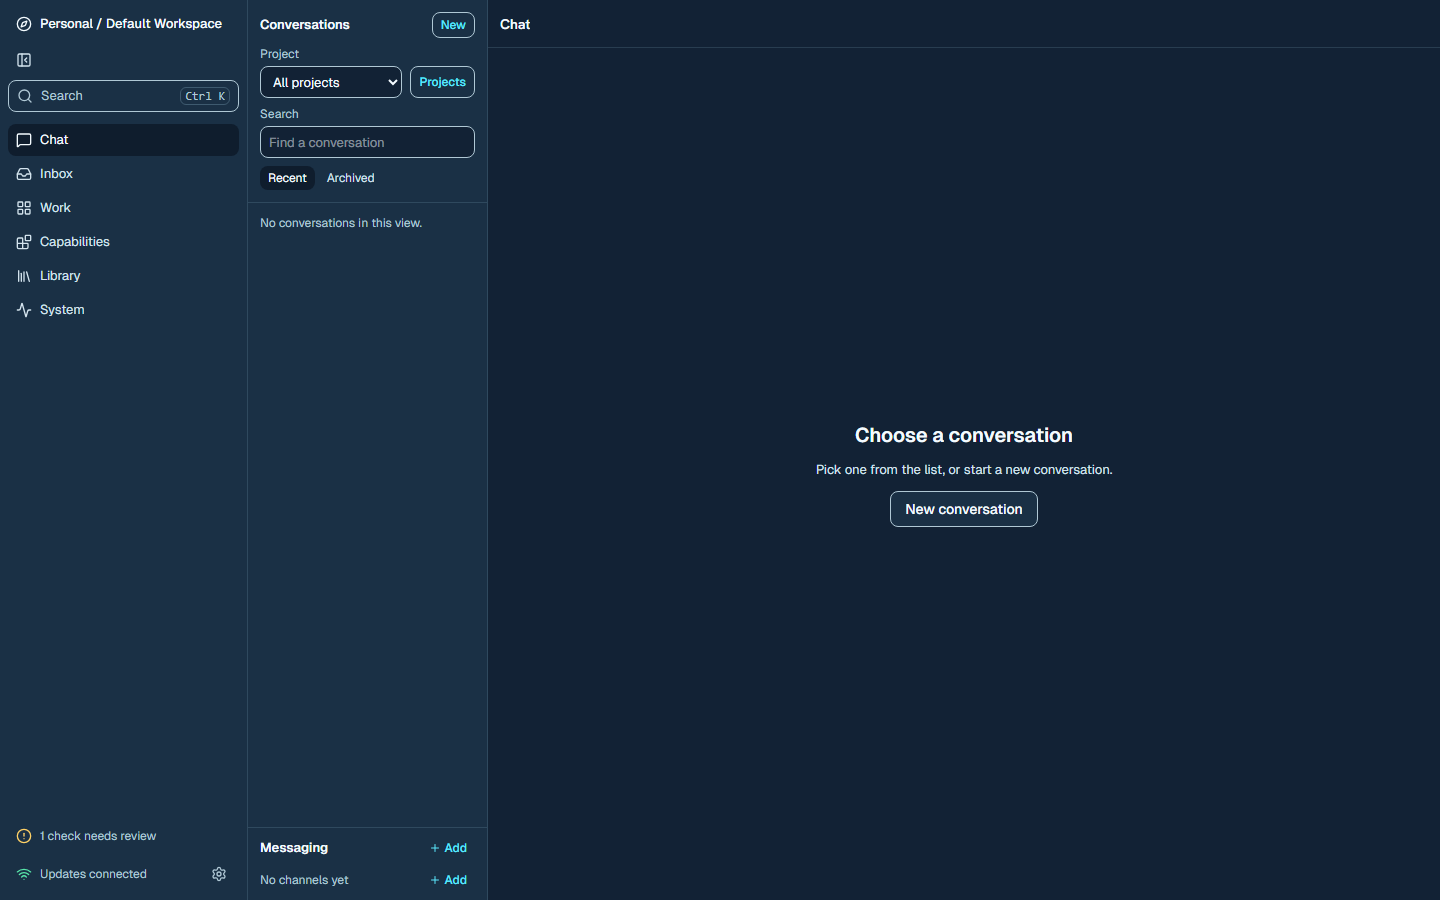 Personal / Default Workspace
Search
Ctrl K
Chat
Inbox
Work
Capabilities
Library
System
1 check needs review
Updates connected
Conversations
New
Project
All projects
Projects
Search
Find a conversation
Recent
Archived
No conversations in this view.
Messaging
+ Add
No channels yet
+ Add
Chat
Choose a conversation
Pick one from the list, or start a new conversation.
New conversation